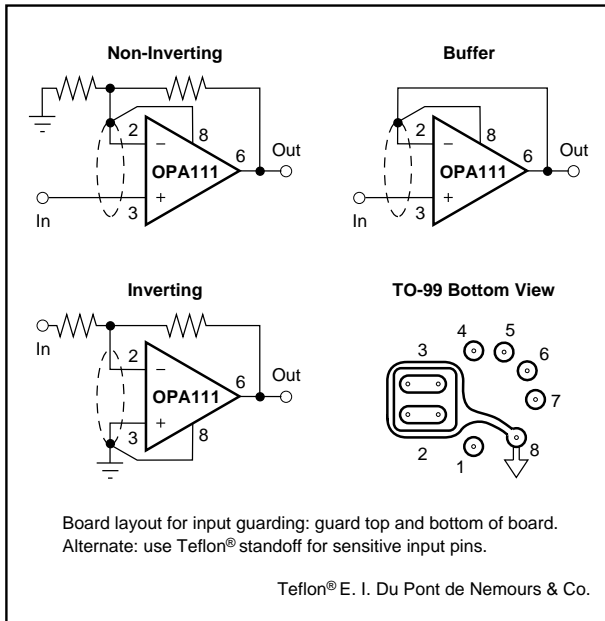 Non-Inverting
Buffer
2
8
−
OPA111
6
Out
+
In
3
2
8
−
OPA111
6
Out
+
In
3
Inverting
TO-99 Bottom View
In
2
−
6
Out
OPA111
+
3
8
4
5
3
6
7
2
1
8
Board layout for input guarding: guard top and bottom of board.
Alternate: use Teflon® standoff for sensitive input pins.
Teflon® E. I. Du Pont de Nemours & Co.